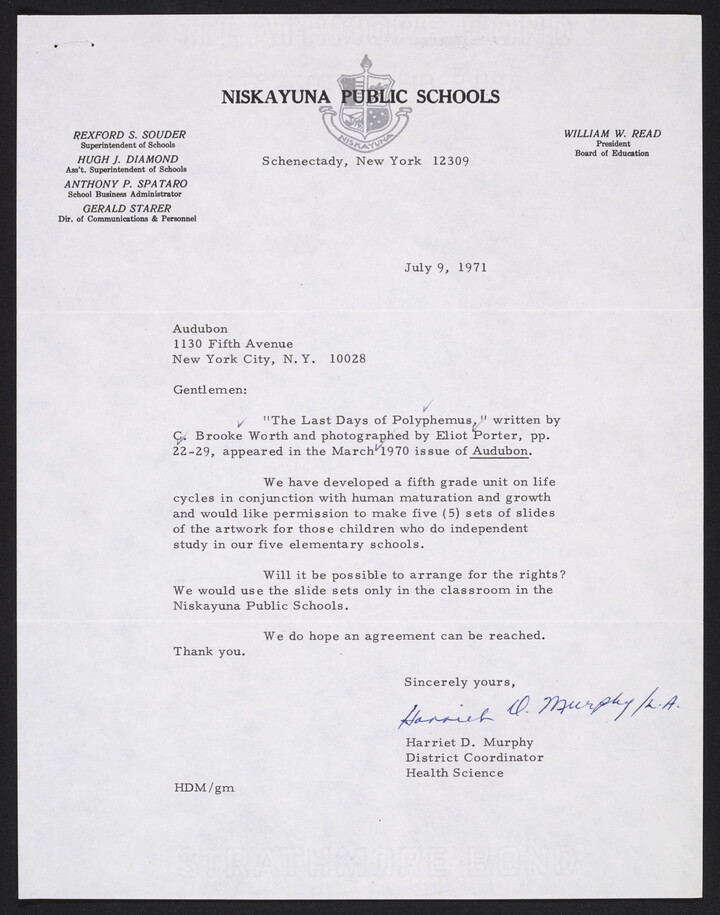 NISKAYUNA PUBLIC SCHOOLS
NISKAYUNA
Schenectady, New York 12309
REXFORD S. SOUDER
Superintendent of Schools
HUGH J. DIAMOND
Ass't. Superintendent of Schools
ANTHONY P. SPATARO
School Business Administrator
GERALD STARER
Dir. of Communications & Personnel
WILLIAM W. READ
President
Board of Education
July 9, 1971
Audubon
1130 Fifth Avenue
New York City, N. Y. 10028
Gentlemen:
"The Last Days of Polyphemus," written by
C. Brooke Worth and photographed by Eliot Porter, pp.
22-29, appeared in the March 1970 issue of Audubon.
We have developed a fifth grade unit on life
cycles in conjunction with human maturation and growth
and would like permission to make five (5) sets of slides
of the artwork for those children who do independent
study in our five elementary schools.
Will it be possible to arrange for the rights?
We would use the slide sets only in the classroom in the
Niskayuna Public Schools.
We do hope an agreement can be reached.
Thank you.
Sincerely yours,
Harriet D. Murphy/L.A.
Harriet D. Murphy
District Coordinator
Health Science
HDM/gm
STRATHMORE BOND